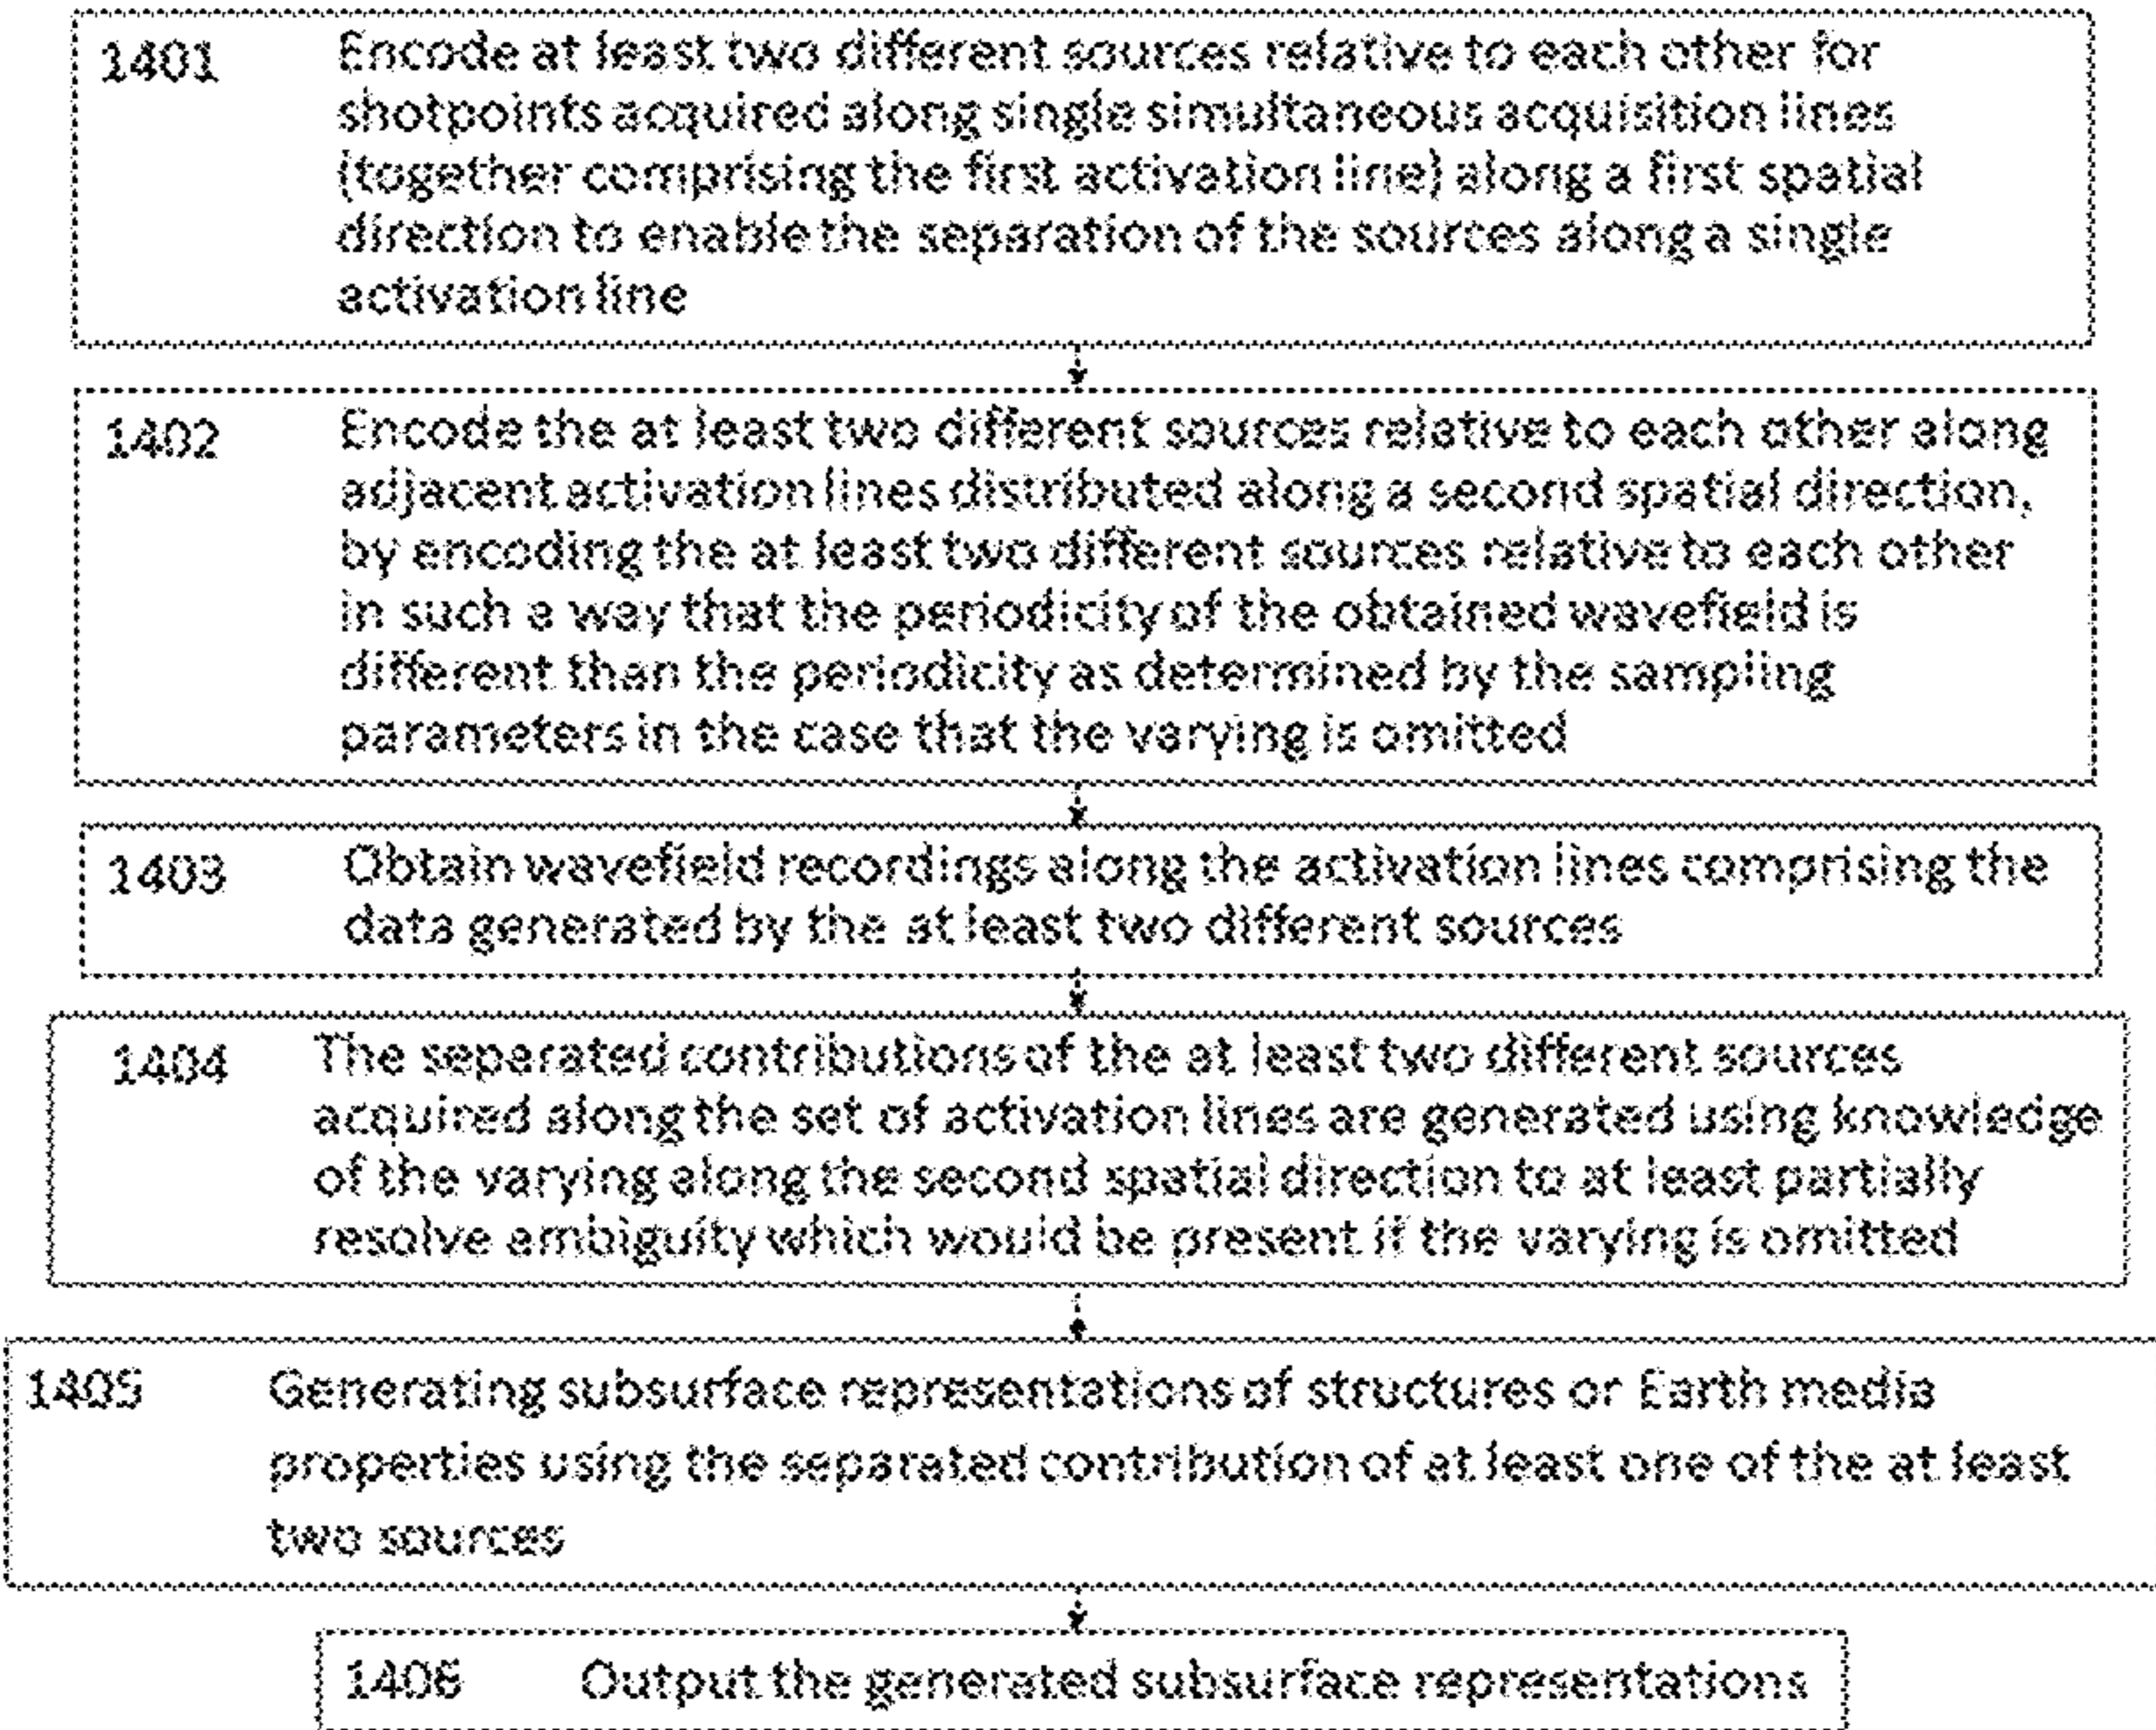 1401 Encode at least two different sources relative to each other for
shotpoints acquired along single simultaneous acquisition lines
(together comprising the first activation line) along a first spatial
direction to enable the separation of the sources along a single
activation line
1402 Encode the at least two different sources relative to each other along
adjacent activation lines distributed along a second spatial direction,
by encoding the at least two different sources relative to each other
in such a way that the periodicity of the obtained wavefield is
different than the periodicity as determined by the sampling
parameters in the case that the varying is omitted
1403 Obtain wavefield recordings along the activation lines comprising the
data generated by the at least two different sources
1404 The separated contributions of the at least two different sources
acquired along the set of activation lines are generated using knowledge
of the varying along the second spatial direction to at least partially
resolve ambiguity which would be present if the varying is omitted
1405 Generating subsurface representations of structures or Earth media
properties using the separated contribution of at least one of the at least
two sources
1406 Output the generated subsurface representations